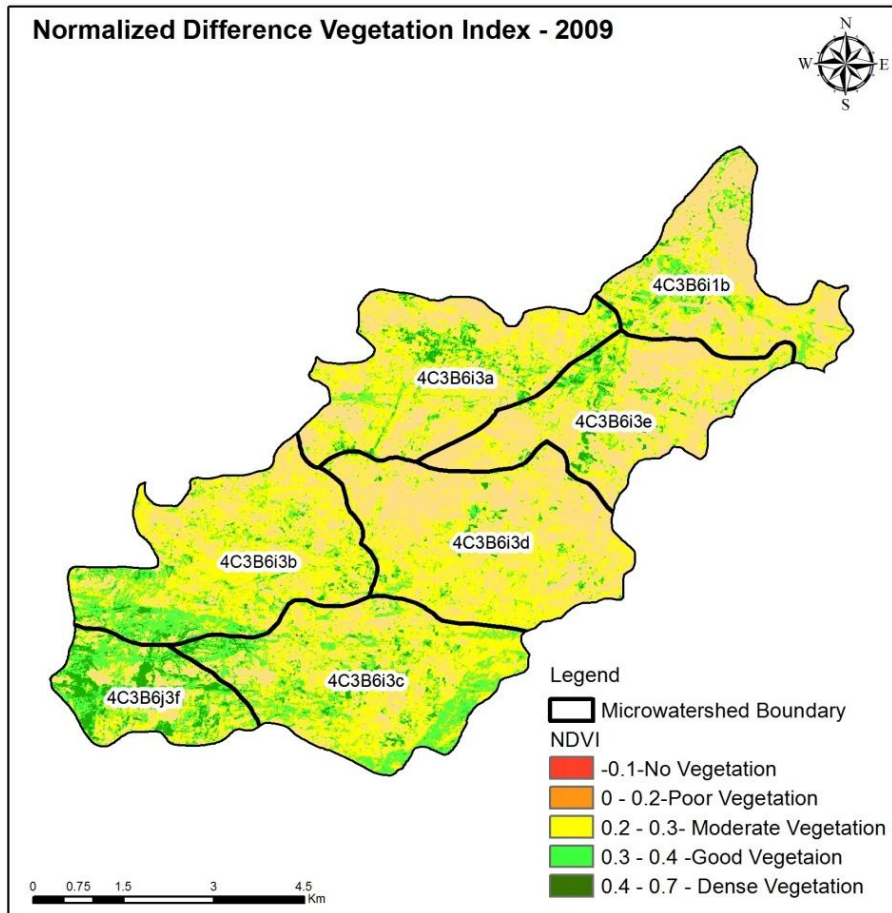 Normalized Difference Vegetation Index - 2009
N
W E
S
4C3B6i1b
4C3B6i3a
4C3B6i3e
4C3B6i3d
4C3B6i3b
4C3B6i3c
4C3B6j3f
Legend
Microwatershed Boundary
NDVI
-0.1-No Vegetation
0 - 0.2-Poor Vegetation
0.2 - 0.3- Moderate Vegetation
0.3 - 0.4 -Good Vegetaion
0.4 - 0.7 - Dense Vegetation
0 0.75 1.5 3 4.5
Km